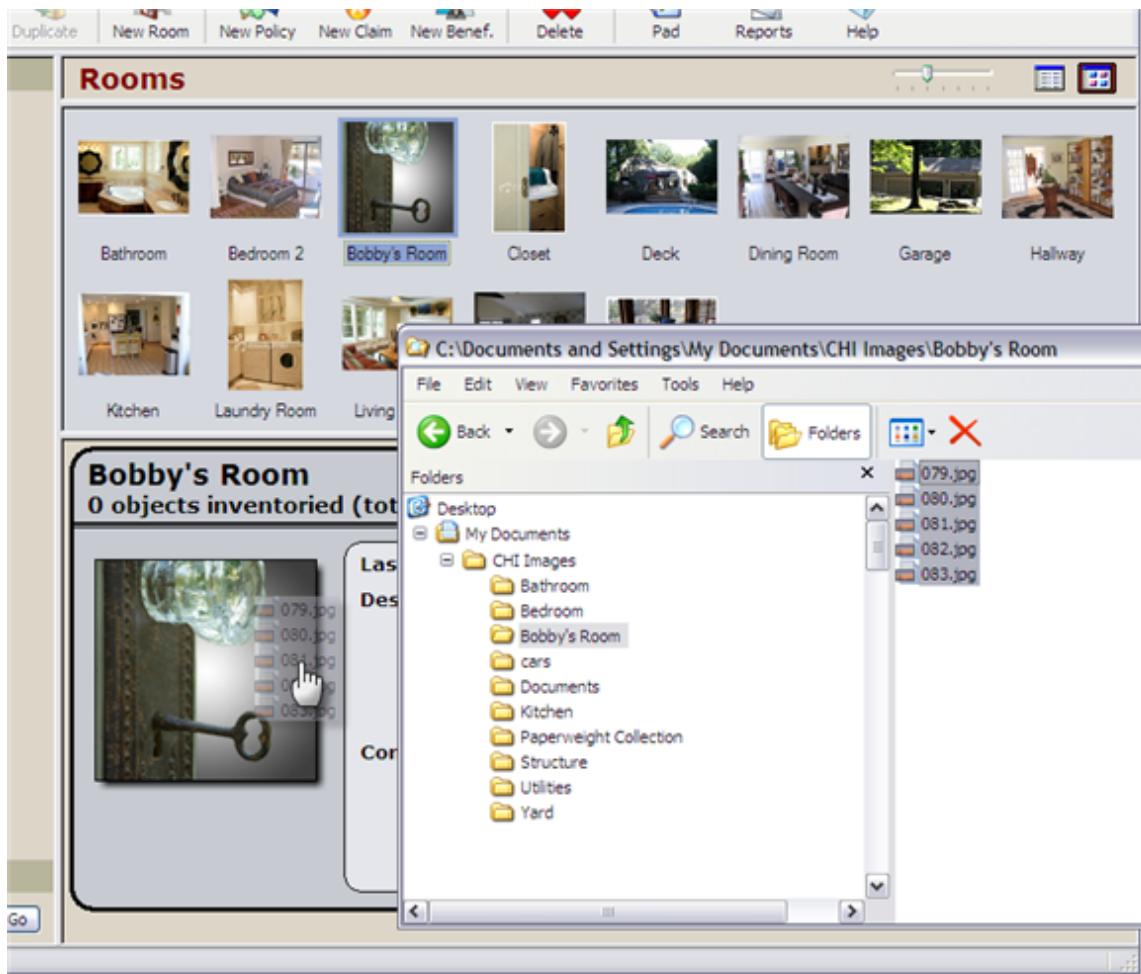 Duplicate New Room New Policy New Claim New Benef. Delete Pad Reports Help
Rooms
Bathroom Bedroom 2 Bobby's Room Closet Deck Dining Room Garage Hallway
Kitchen Laundry Room Living
C:\Documents and Settings\My Documents\CHI Images\Bobby's Room
File Edit View Favorites Tools Help
Back Search Folders
Folders
Desktop
My Documents
CHI Images
Bathroom
Bedroom
Bobby's Room
cars
Documents
Kitchen
Paperweight Collection
Structure
Utilities
Yard
079.jpg
080.jpg
081.jpg
082.jpg
083.jpg
Bobby's Room
0 objects inventoried (tot
Las
Des
Con
079.jpg
080.jpg
083.jpg
Go